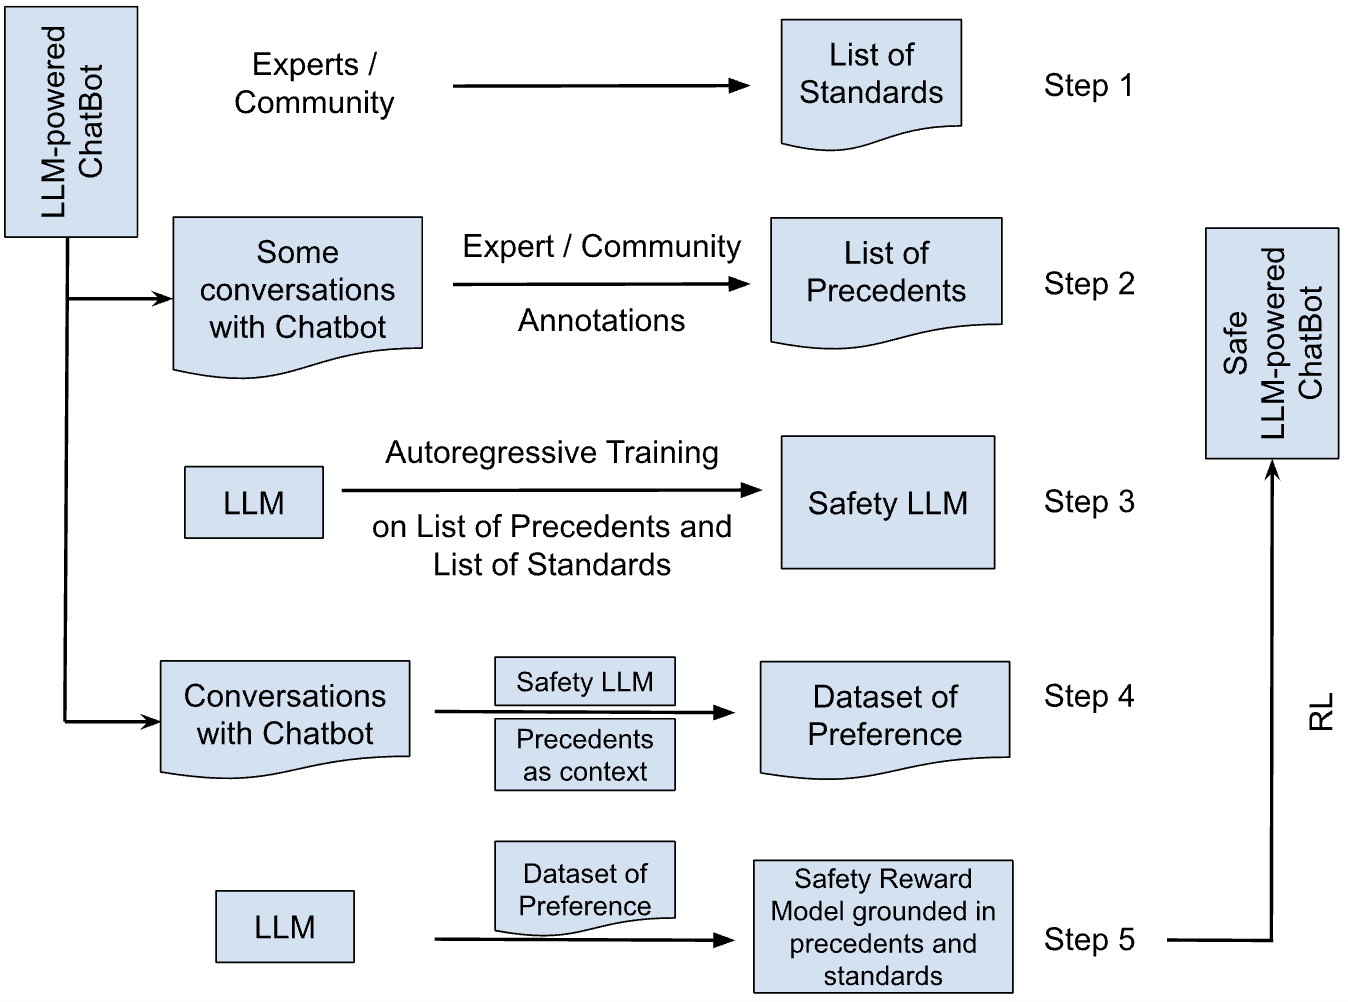 LLM-powered
ChatBot
Experts /
Community
List of
Standards
Step 1
Some
conversations
with Chatbot
Expert / Community
Annotations
List of
Precedents
Step 2
LLM
Autoregressive Training
on List of Precedents and
List of Standards
Safety LLM
Step 3
Conversations
with Chatbot
Safety LLM
Precedents
as context
Dataset of
Preference
Step 4
LLM
Dataset of
Preference
Safety Reward
Model grounded in
precedents and
standards
Step 5
RL
Safe
LLM-powered
ChatBot